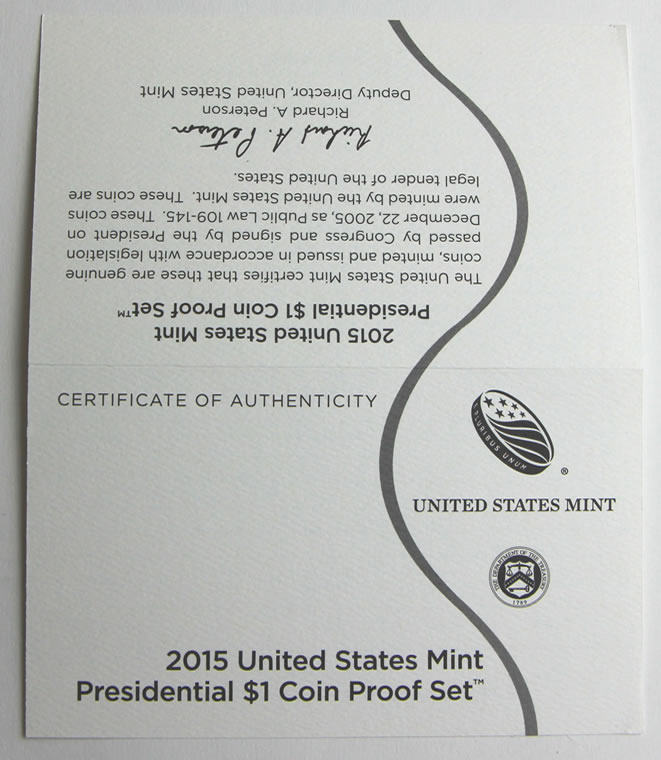 CERTIFICATE OF AUTHENTICITY
E PLURIBUS UNUM
®
UNITED STATES MINT
THE DEPARTMENT OF THE TREASURY
1789
2015 United States Mint
Presidential $1 Coin Proof Set™
2015 United States Mint
Presidential $1 Coin Proof Set™
The United States Mint certifies that these are genuine
coins, minted and issued in accordance with legislation
passed by Congress and signed by the President on
December 22, 2005, as Public Law 109-145. These coins
were minted by the United States Mint. These coins are
legal tender of the United States.
Richard A. Peterson
Richard A. Peterson
Deputy Director, United States Mint